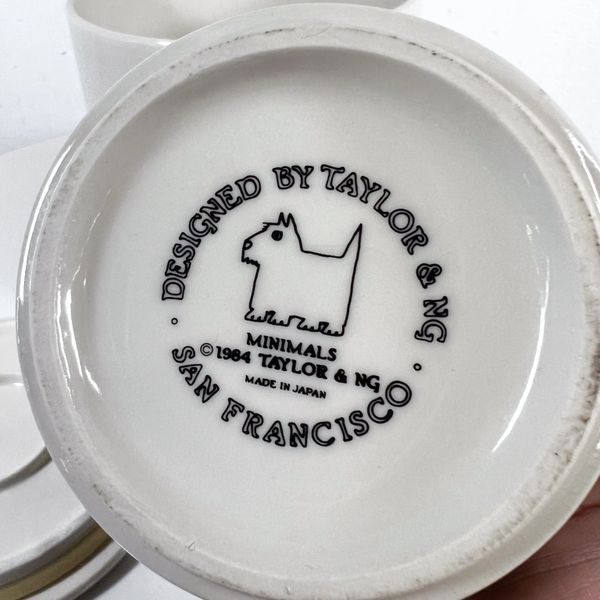 DESIGNED BY TAYLOR & NG
MINIMALS
© 1984 TAYLOR & NG
MADE IN JAPAN
SAN FRANCISCO